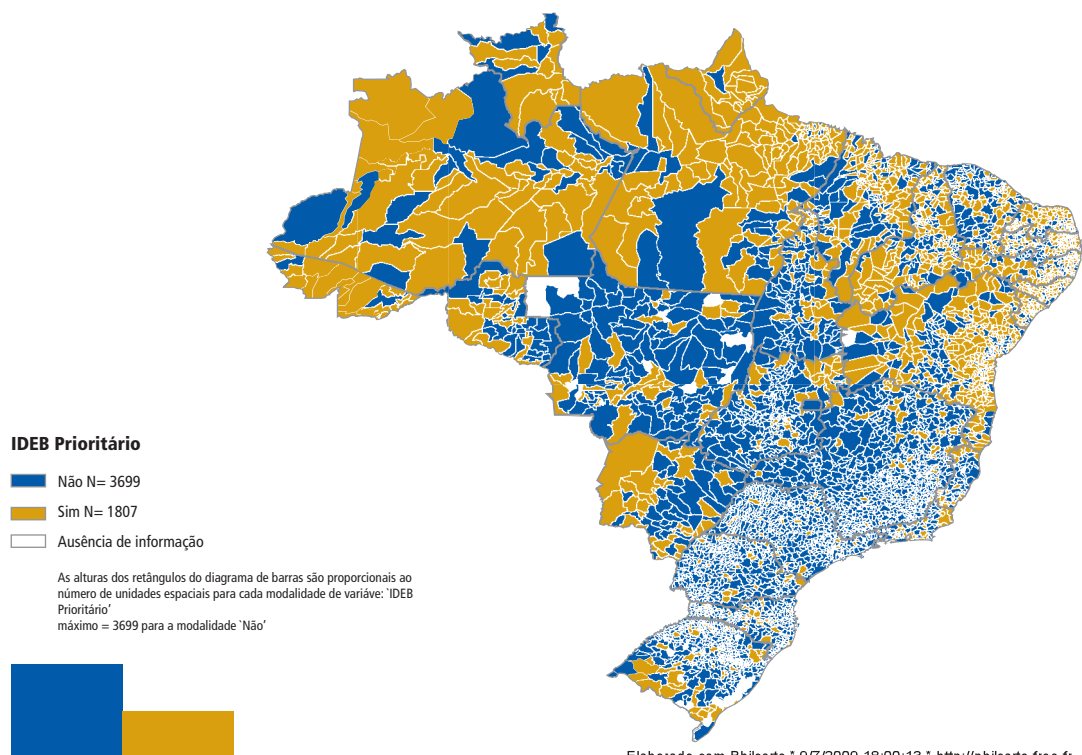 IDEB Prioritário
Não N= 3699
Sim N= 1807
Ausência de informação
As alturas dos retângulos do diagrama de barras são proporcionais ao
número de unidades espaciais para cada modalidade de variáve: `IDEB
Prioritário’
máximo = 3699 para a modalidade `Não’